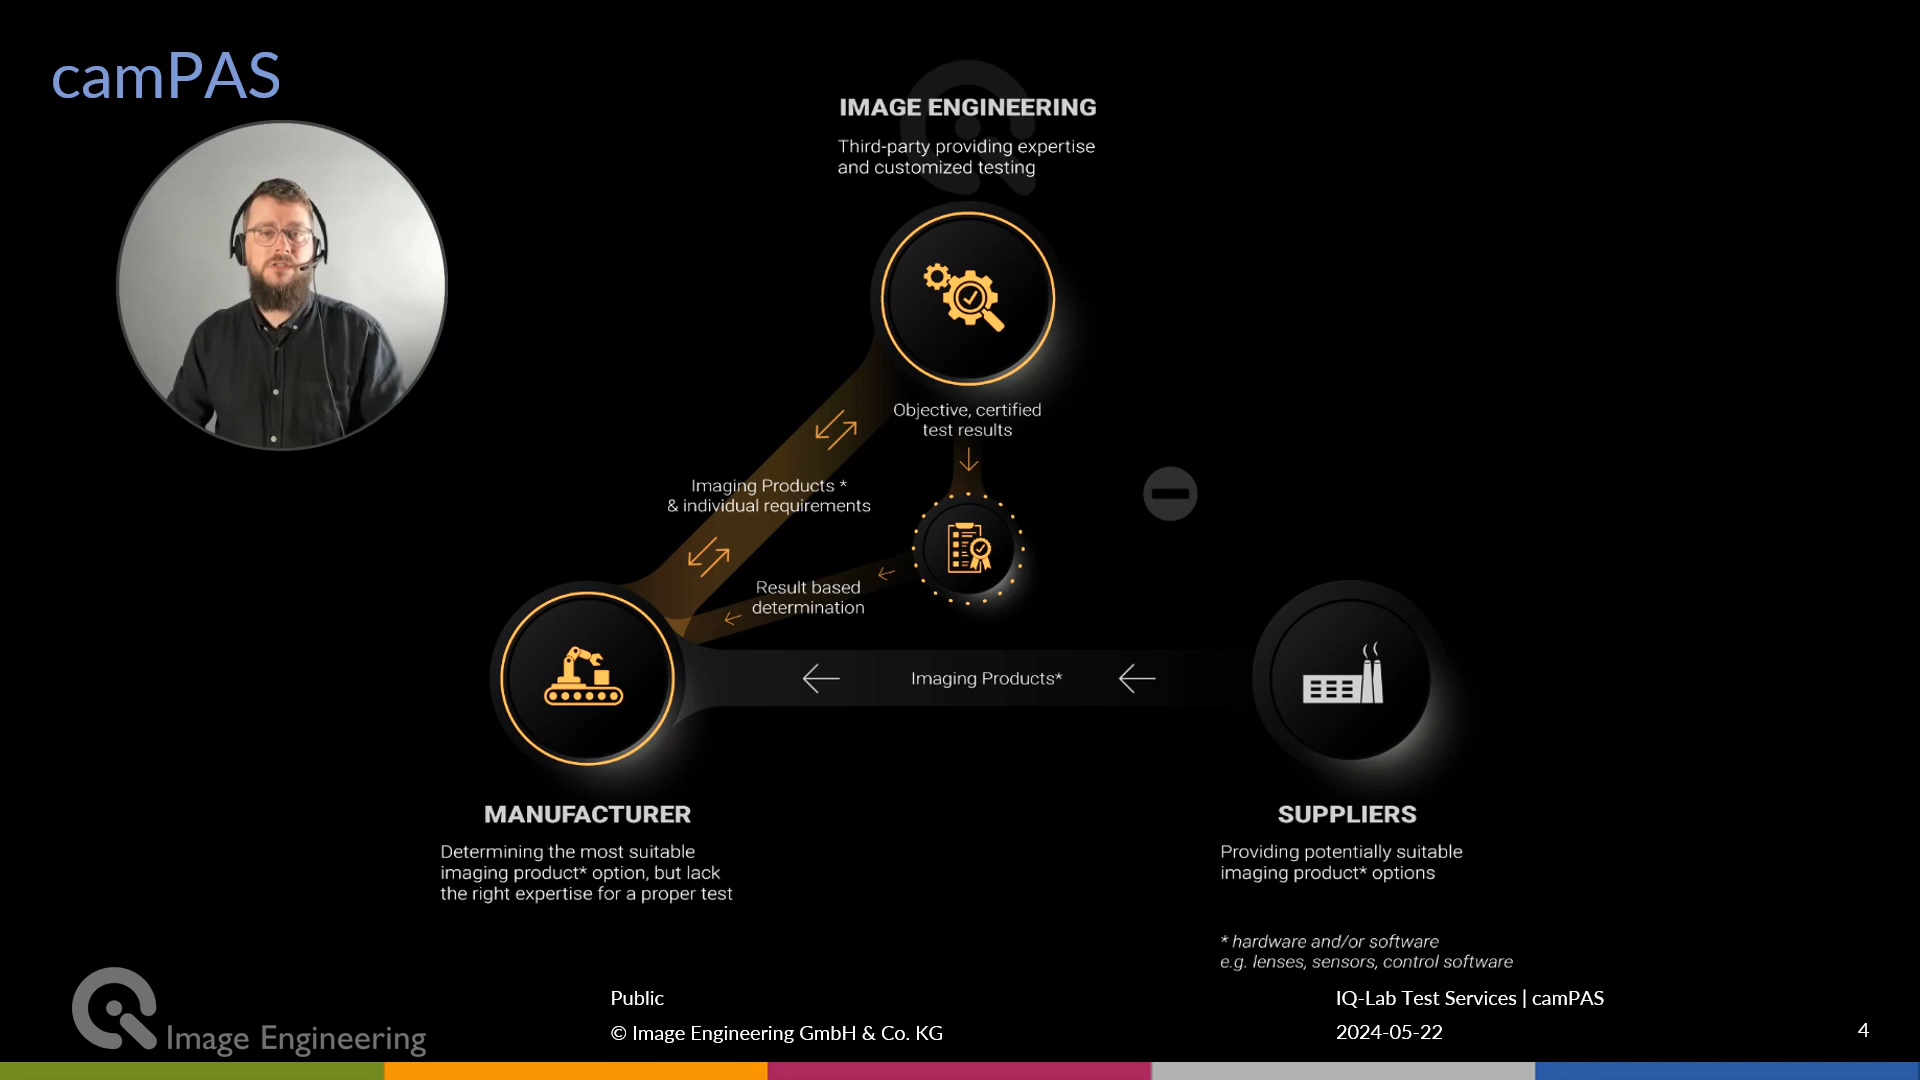 camPAS
IMAGE ENGINEERING
Third-party providing expertise
and customized testing
Objective, certified
test results
Imaging Products *
& individual requirements
Result based
determination
Imaging Products*
MANUFACTURER
Determining the most suitable
imaging product* option, but lack
the right expertise for a proper test
SUPPLIERS
Providing potentially suitable
imaging product* options
* hardware and/or software
e.g. lenses, sensors, control software
Image Engineering
Public
© Image Engineering GmbH & Co. KG
IQ-Lab Test Services | camPAS
2024-05-22
4